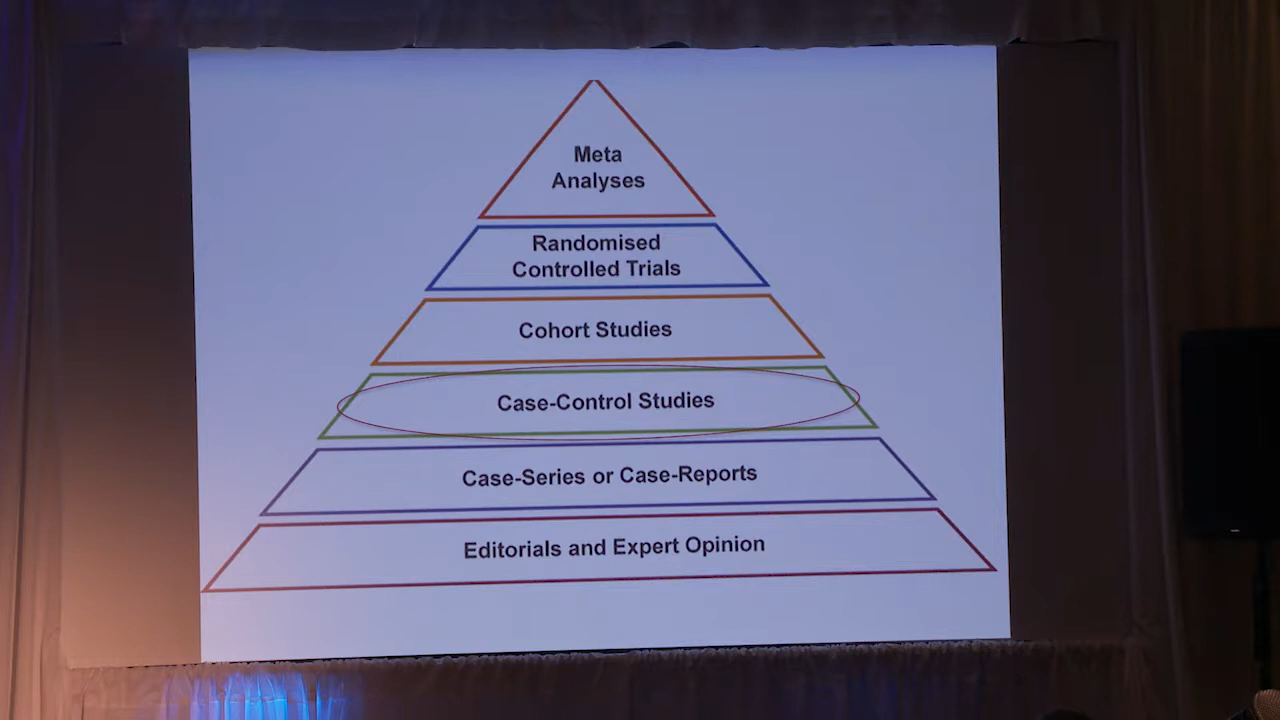 Meta
Analyses
Randomised
Controlled Trials
Cohort Studies
Case-Control Studies
Case-Series or Case-Reports
Editorials and Expert Opinion